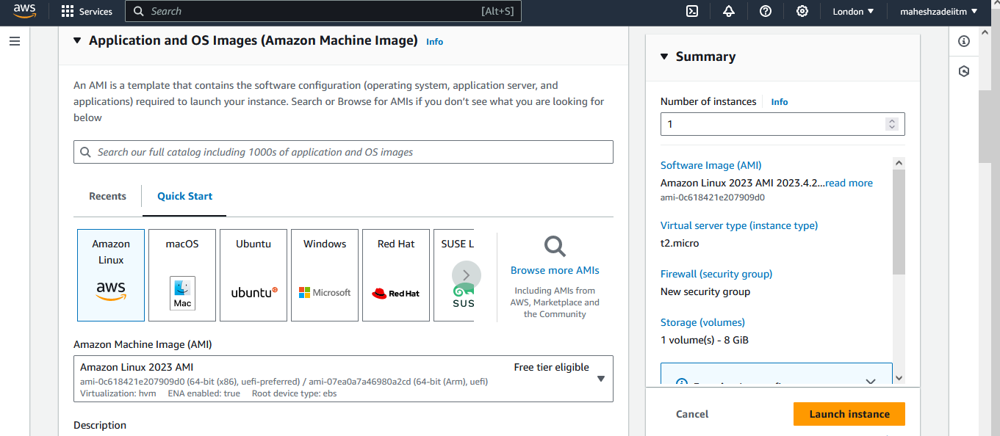 aws
Services
Search
[Alt+S]
London
maheshzadeiitm
Application and OS Images (Amazon Machine Image) Info
An AMI is a template that contains the software configuration (operating system, application server, and
applications) required to launch your instance. Search or Browse for AMIs if you don't see what you are looking for
below
Search our full catalog including 1000s of application and OS images
Recents
Quick Start
Amazon
Linux
aws
macOS
Mac
Ubuntu
ubuntu
Windows
Microsoft
Red Hat
Red Hat
SUSE L
SUS
Browse more AMIs
Including AMIs from
AWS, Marketplace and
the Community
Amazon Machine Image (AMI)
Amazon Linux 2023 AMI
Free tier eligible
ami-0c618421e207909d0 (64-bit (x86), uefi-preferred) / ami-07ea0a7a46980a2cd (64-bit (Arm), uefi)
Virtualization: hvm ENA enabled: true Root device type: ebs
Description
Summary
Number of instances Info
1
Software Image (AMI)
Amazon Linux 2023 AMI 2023.4.2...read more
ami-0c618421e207909d0
Virtual server type (instance type)
t2.micro
Firewall (security group)
New security group
Storage (volumes)
1 volume(s) - 8 GiB
Cancel
Launch instance